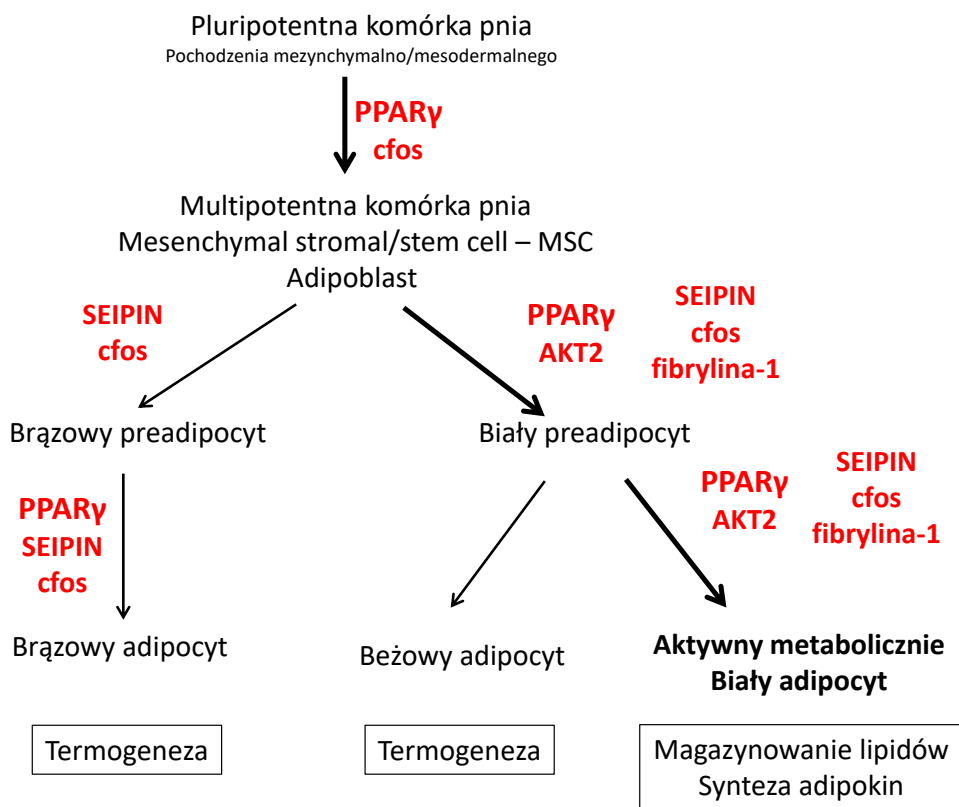 Pluripotentna komórka pnia
Pochodzenia mezynchymalno/mesodermalnego
PPARγ
cfos
Multipotentna komórka pnia
Mesenchymal stromal/stem cell – MSC
Adipoblast
SEIPIN
cfos
PPARγ
AKT2
SEIPIN
cfos
fibrylina-1
Brązowy preadipocyt
Biały preadipocyt
PPARγ
SEIPIN
cfos
PPARγ
AKT2
SEIPIN
cfos
fibrylina-1
Brązowy adipocyt
Beżowy adipocyt
Aktywny metabolicznie
Biały adipocyt
Termogeneza
Termogeneza
Magazynowanie lipidów
Synteza adipokin